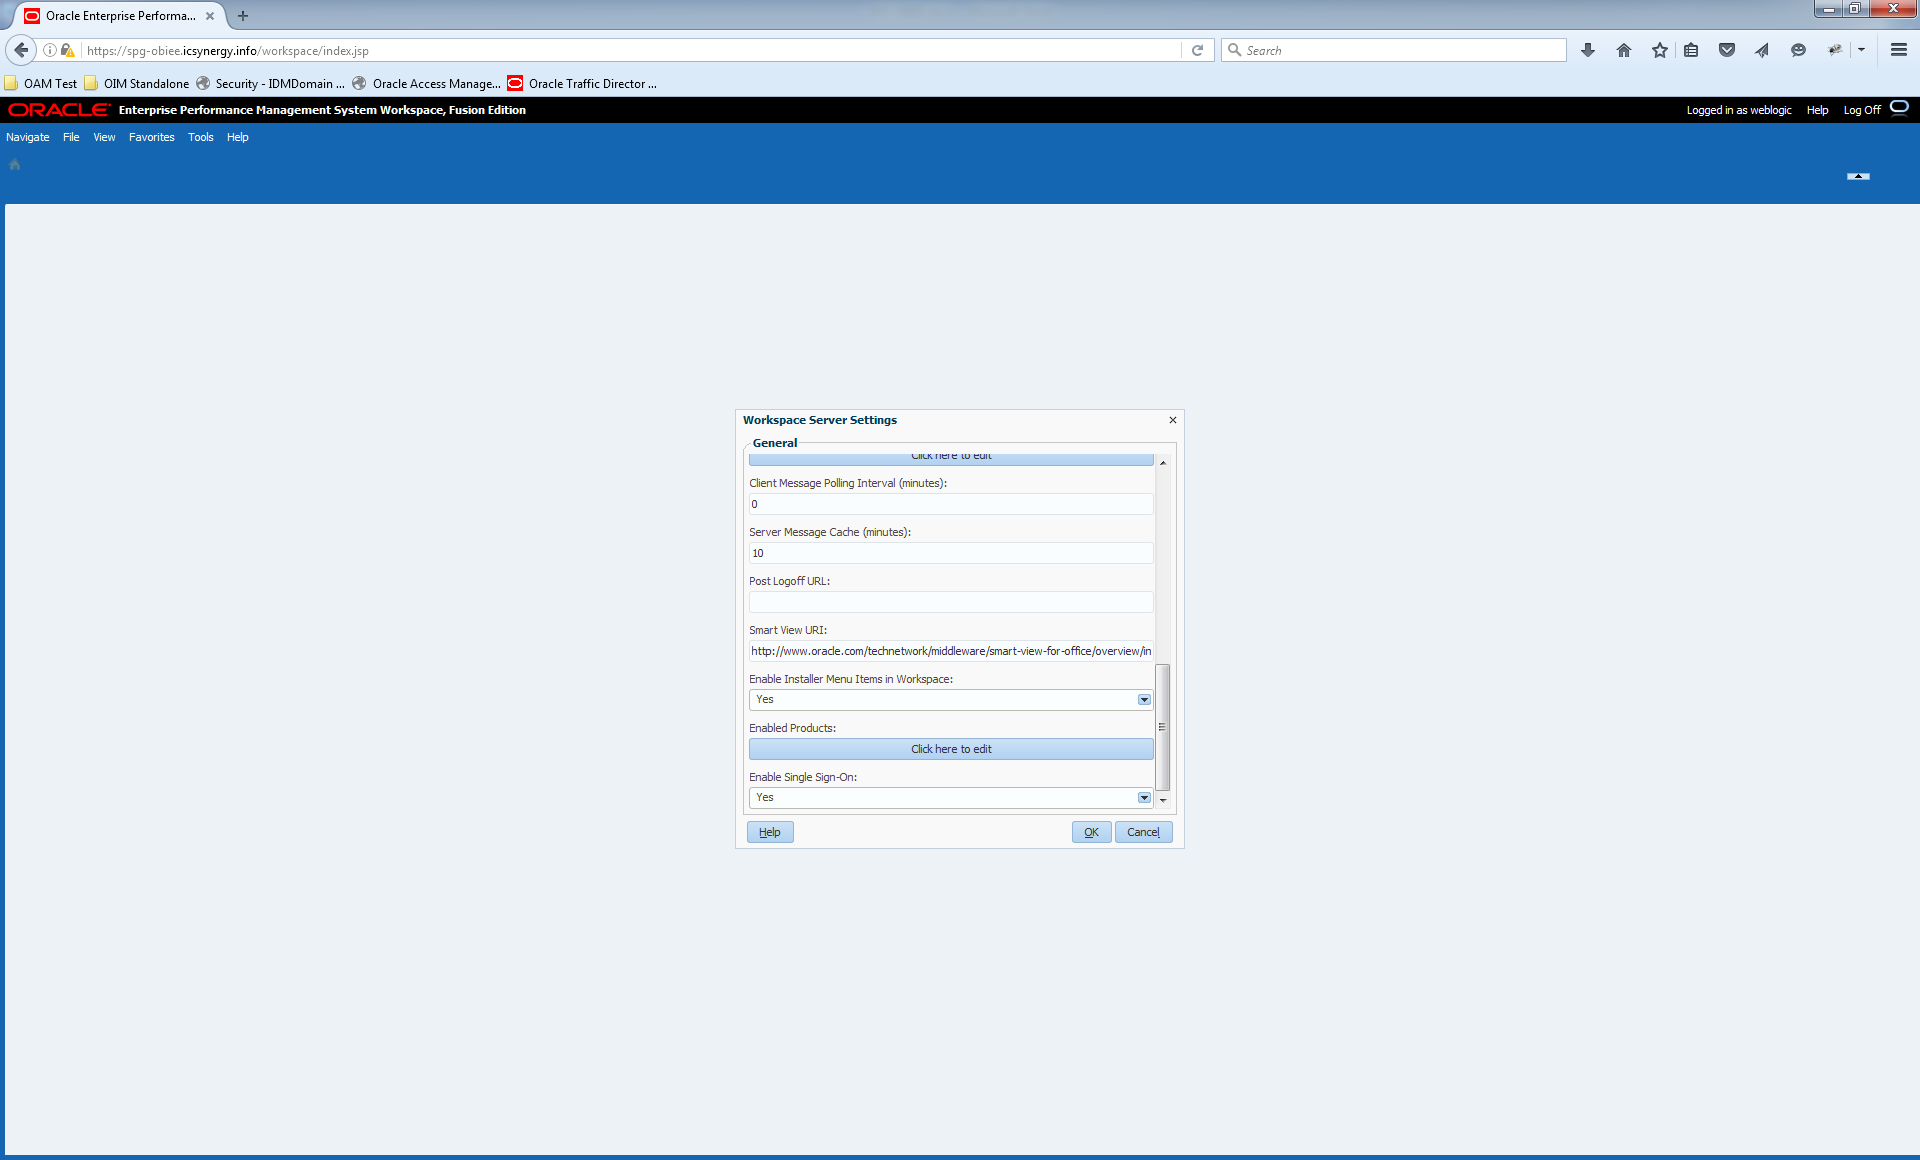 Oracle Enterprise Performa...
https://spg-obiee.icsynergy.info/workspace/index.jsp
Search
OAM Test OIM Standalone Security - IDMDomain ... Oracle Access Manage... Oracle Traffic Director ...
ORACLE Enterprise Performance Management System Workspace, Fusion Edition
Logged in as weblogic Help Log Off
Navigate File View Favorites Tools Help
Workspace Server Settings
General
Click here to edit
Client Message Polling Interval (minutes):
0
Server Message Cache (minutes):
10
Post Logoff URL:
Smart View URI:
http://www.oracle.com/technetwork/middleware/smart-view-for-office/overview/in
Enable Installer Menu Items in Workspace:
Yes
Enabled Products:
Click here to edit
Enable Single Sign-On:
Yes
Help OK Cancel